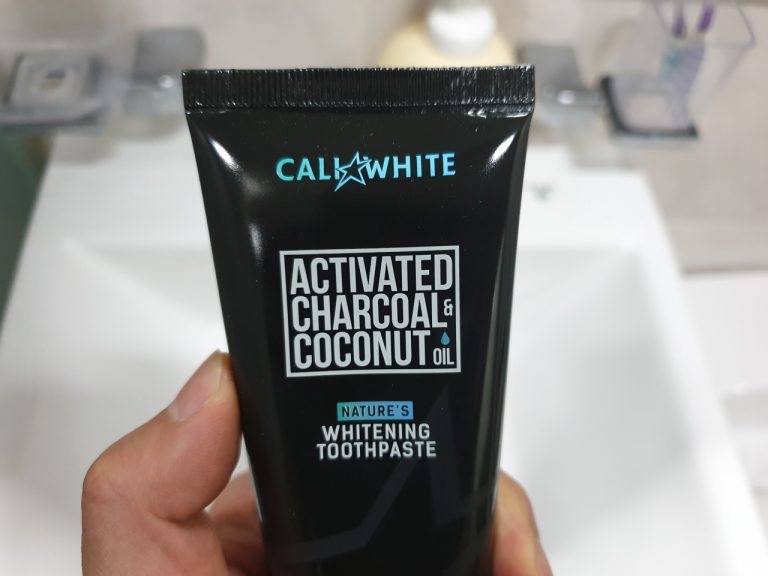 CALI WHITE
ACTIVATED
CHARCOAL &
COCONUT OIL
NATURE'S
WHITENING
TOOTHPASTE